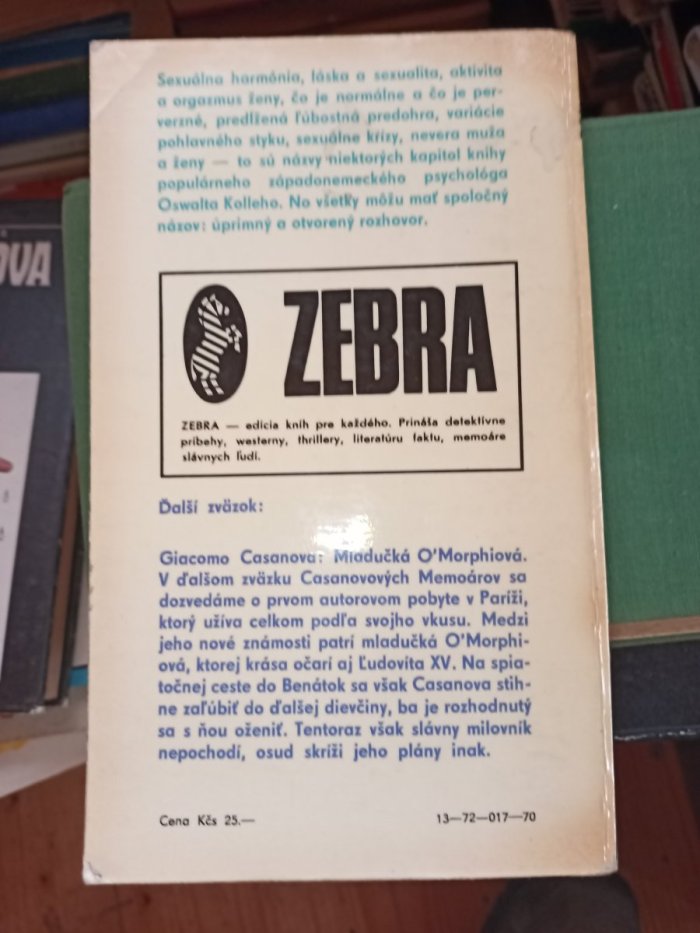 Sexuálna harmónia, láska a sexualita, aktivita
a orgazmus ženy, čo je normálne a čo je per-
verzné, predlžená ľúbostná predohra, variácie
pohlavného styku, sexuálne krízy, nevera muža
a ženy — to sú názvy niektorých kapitol knihy
populárneho západonemeckého psychológa
Oswalta Kolleho. No všetky môžu mať spoločný
názov: úprimný a otvorený rozhovor.
OVA
ZEBRA
ZEBRA — edícia kníh pre každého. Prináša detektívne
príbehy, westerny, thrillery, literatúru faktu, memoáre
slávnych ľudí.
Ďalší zväzok:
Giacomo Casanova: Mladučká O'Morphiová.
V ďalšom zväzku Casanovových Memoárov sa
dozvedáme o prvom autorovom pobyte v Paríži,
ktorý užíva celkom podľa svojho vkusu. Medzi
jeho nové známosti patrí mladučká O'Morphi-
ová, ktorej krása očarí aj Ľudovíta XV. Na spia-
točnej ceste do Benátok sa však Casanova stih-
ne zaľúbiť do ďalšej dievčiny, ba je rozhodnutý
sa s ňou oženiť. Tentoraz však slávny milovník
nepochodí, osud skríži jeho plány inak.
Cena Kčs 25.—
13—72—017—70